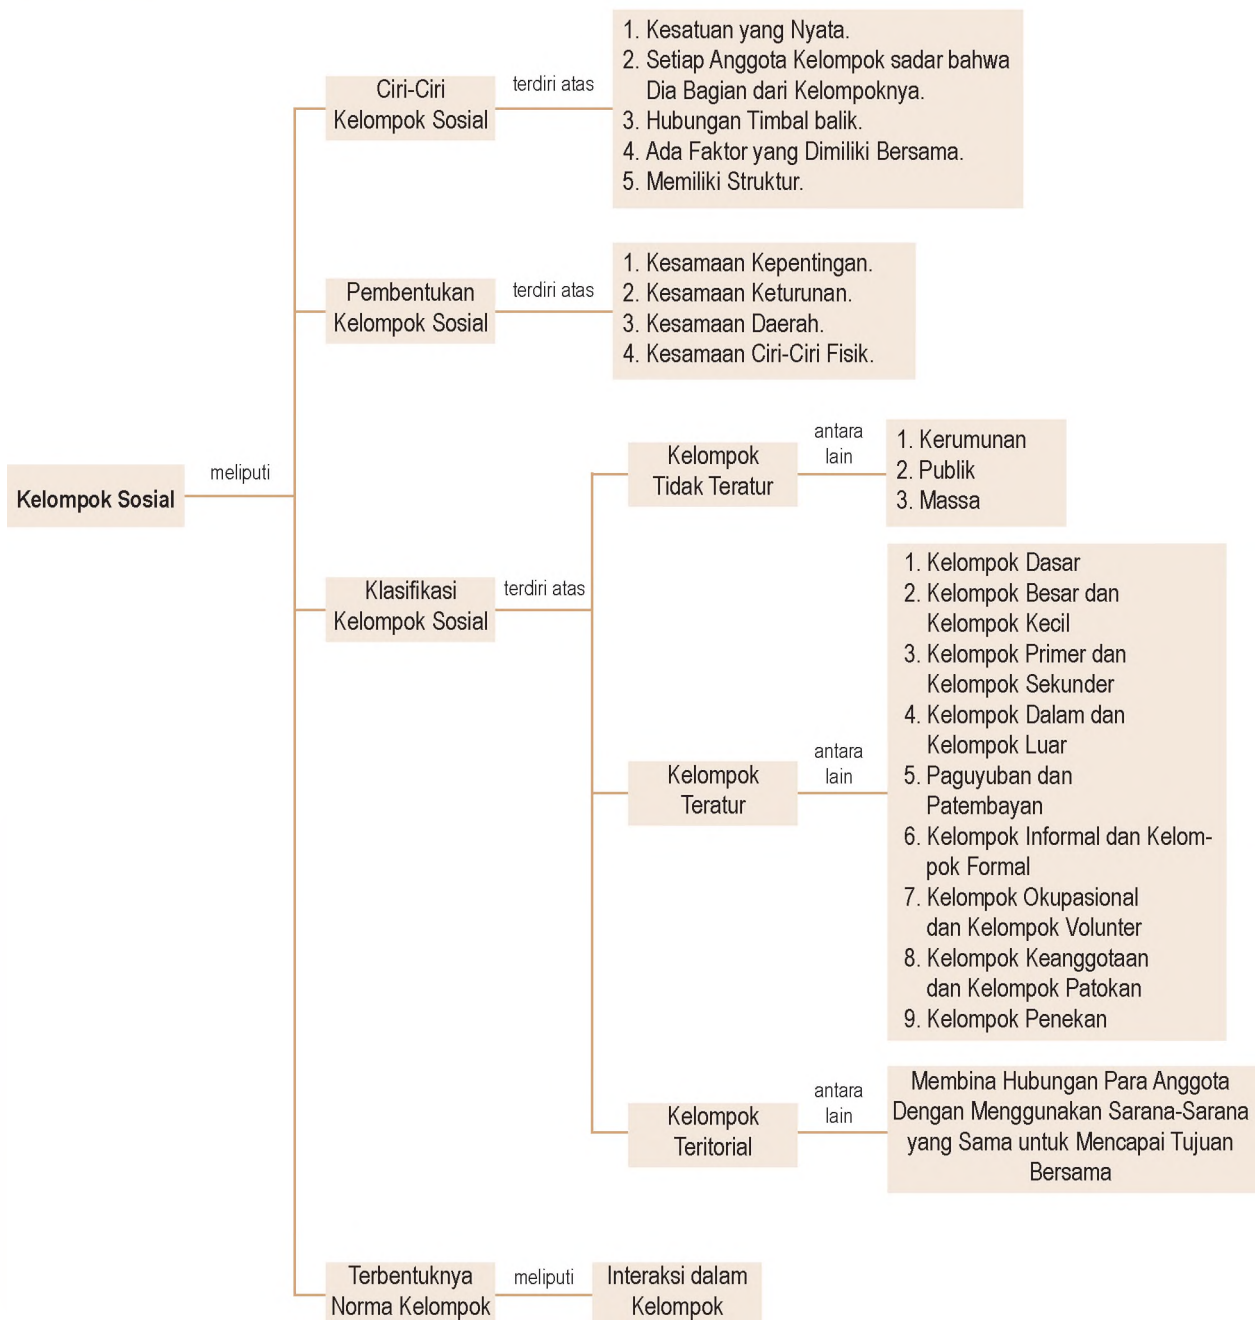 Kelompok Sosial
meliputi
Ciri-Ciri
Kelompok Sosial
terdiri atas
1. Kesatuan yang Nyata.
2. Setiap Anggota Kelompok sadar bahwa
Dia Bagian dari Kelompoknya.
3. Hubungan Timbal balik.
4. Ada Faktor yang Dimiliki Bersama.
5. Memiliki Struktur.
Pembentukan
Kelompok Sosial
terdiri atas
1. Kesamaan Kepentingan.
2. Kesamaan Keturunan.
3. Kesamaan Daerah.
4. Kesamaan Ciri-Ciri Fisik.
Klasifikasi
Kelompok Sosial
terdiri atas
Kelompok
Tidak Teratur
antara
lain
1. Kerumunan
2. Publik
3. Massa
Kelompok
Teratur
antara
lain
1. Kelompok Dasar
2. Kelompok Besar dan
Kelompok Kecil
3. Kelompok Primer dan
Kelompok Sekunder
4. Kelompok Dalam dan
Kelompok Luar
5. Paguyuban dan
Patembayan
6. Kelompok Informal dan Kelom-
pok Formal
7. Kelompok Okupasional
dan Kelompok Volunter
8. Kelompok Keanggotaan
dan Kelompok Patokan
9. Kelompok Penekan
Kelompok
Teritorial
antara
lain
Membina Hubungan Para Anggota
Dengan Menggunakan Sarana-Sarana
yang Sama untuk Mencapai Tujuan
Bersama
Terbentuknya
Norma Kelompok
meliputi
Interaksi dalam
Kelompok